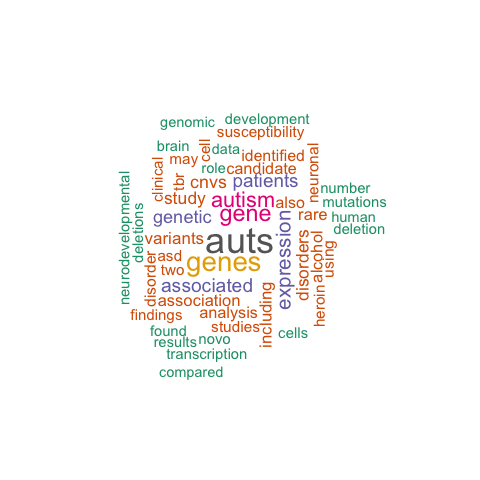 genomic
development
susceptibility
brain
data
cell
may
identified
neuronal
clinical
tbr
role
candidate
cnvs
patients
number
neurodevelopmental
deletions
study
autism
also
mutations
genetic
gene
rare
human
expression
deletion
variants
auts
disorders
alcohol
using
asd
genes
disorder
two
associated
heroin
association
including
findings
analysis
found
studies
cells
results
novo
transcription
compared